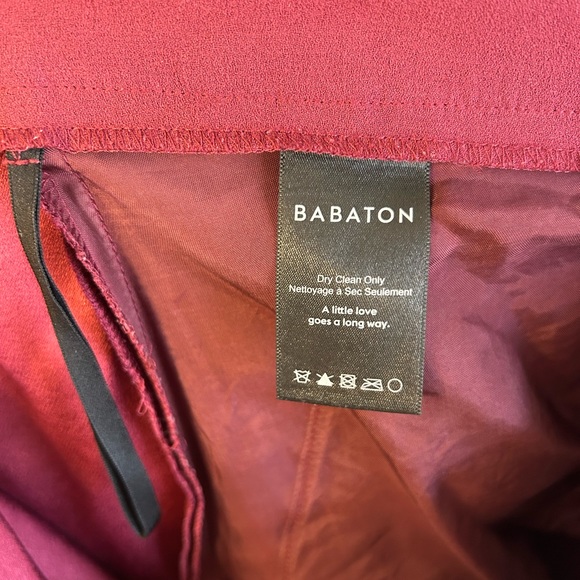 BABATON
Dry Clean Only
Nettoyage à Sec Seulement
A little love
goes a long way.